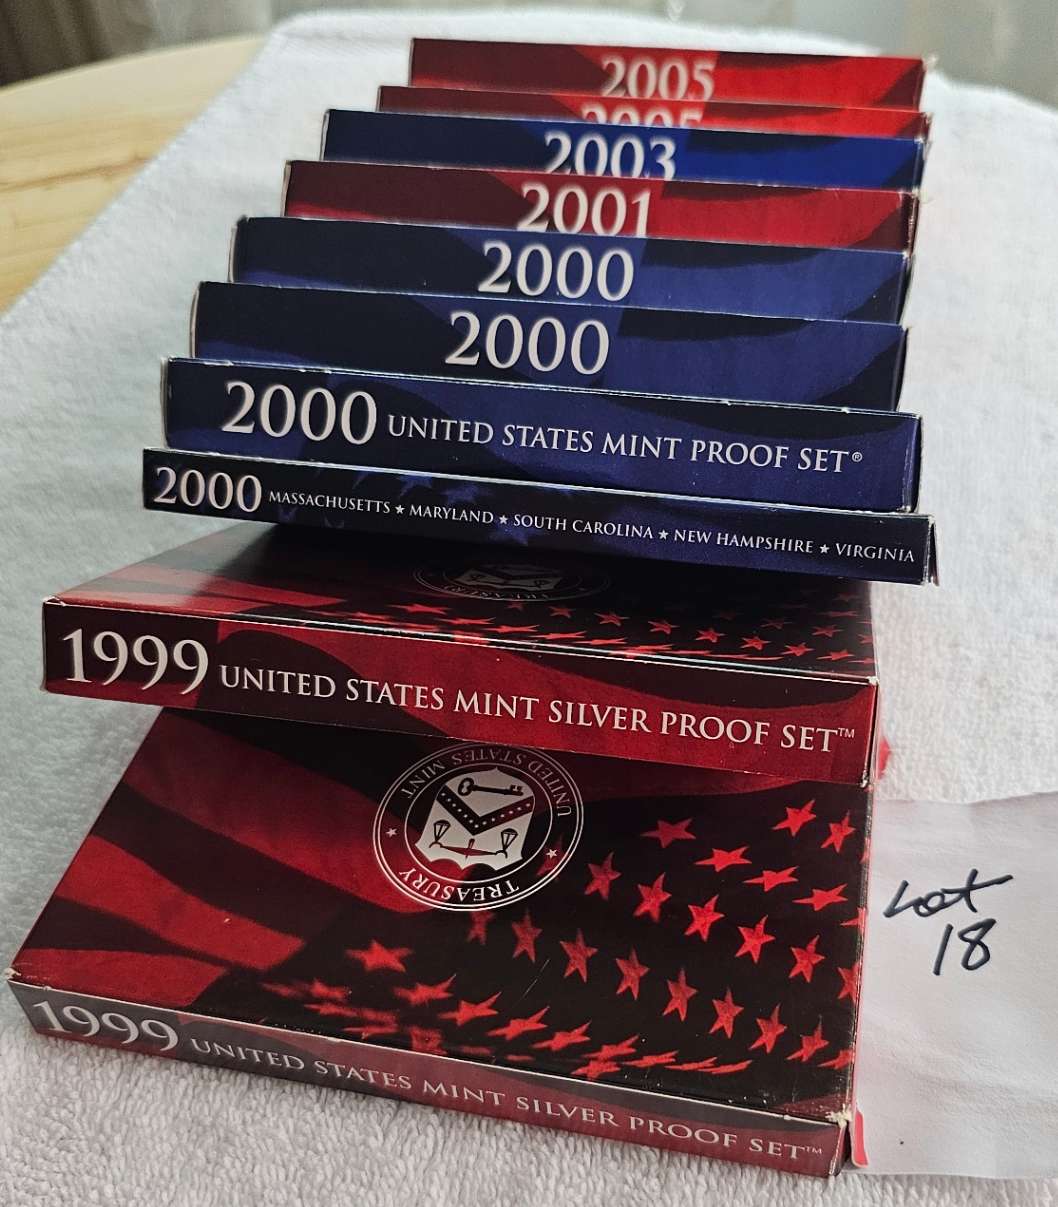 2005
2005
2003
2001
2000
2000
2000 UNITED STATES MINT PROOF SET®
2000 MASSACHUSETTS ★ MARYLAND ★ SOUTH CAROLINA ★ NEW HAMPSHIRE ★ VIRGINIA
TREASURY
1999 UNITED STATES MINT SILVER PROOF SET™
UNITED STATES MINT
TREASURY
1999 UNITED STATES MINT SILVER PROOF SET™
Lot
18